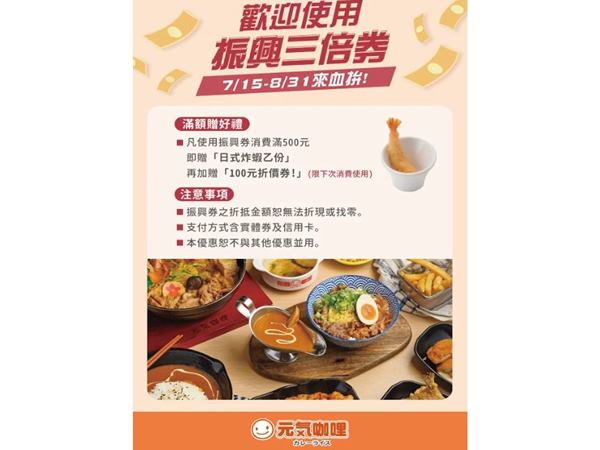 歡迎使用
振興三倍券
7/15-8/31來血拚!
滿額贈好禮
■ 凡使用振興券消費滿500元
即贈「日式炸蝦乙份」
再加贈「100元折價券!」(限下次消費使用)
注意事項
■ 振興券之折抵金額恕無法折現或找零。
■ 支付方式含實體券及信用卡。
■ 本優惠恕不與其他優惠並用。
元気咖哩
カレーライス